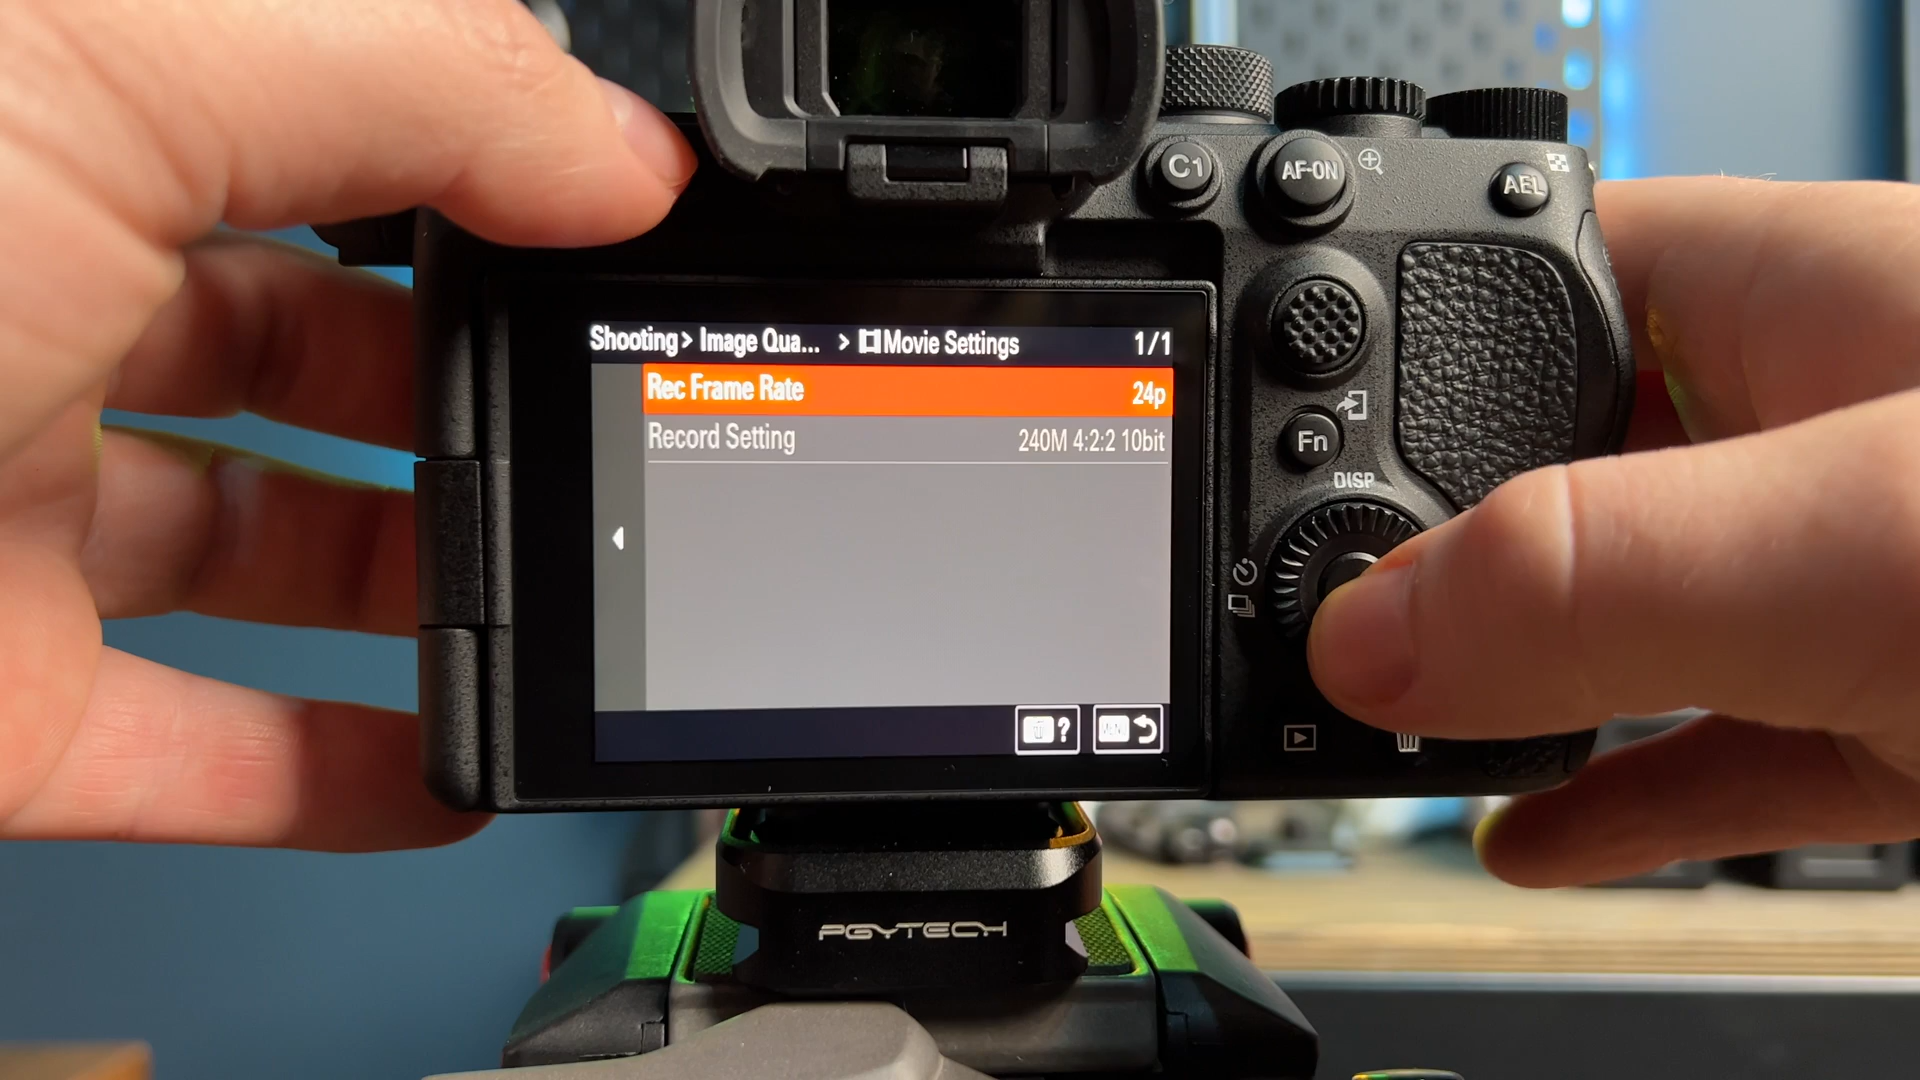 C1
AF-ON
AEL
Shooting> Image Qua... > Movie Settings 1/1
Rec Frame Rate 24p
Record Setting 240M 4:2:2 10bit
Fn
DISP
? MENU
PGYTECH